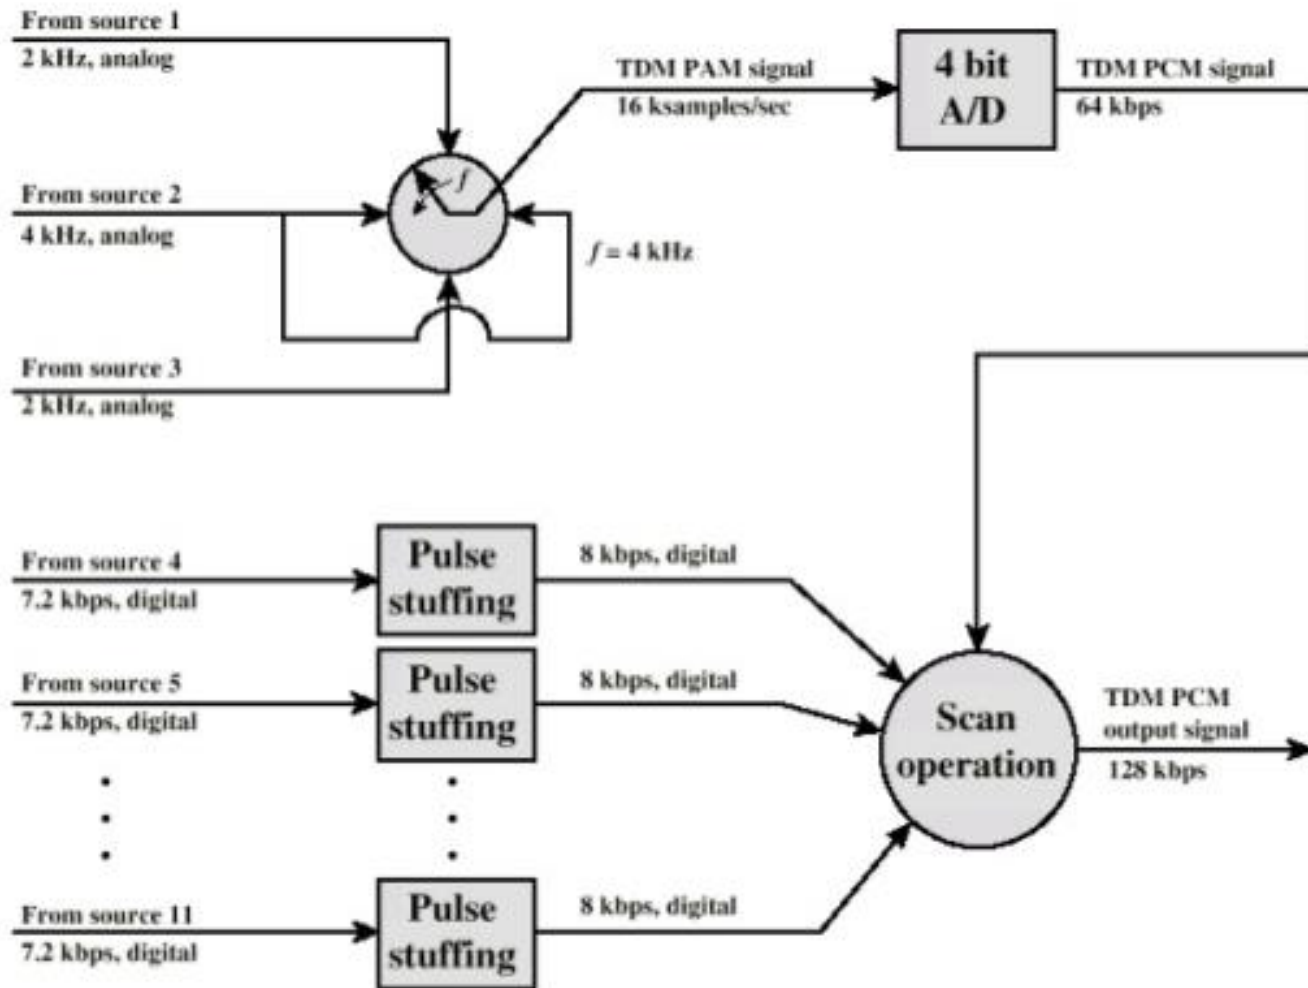 From source 1
2 kHz, analog
TDM PAM signal
16 ksamples/sec
4 bit
A/D
TDM PCM signal
64 kbps
From source 2
4 kHz, analog
f
f = 4 kHz
From source 3
2 kHz, analog
From source 4
7.2 kbps, digital
Pulse
stuffing
8 kbps, digital
From source 5
7.2 kbps, digital
Pulse
stuffing
8 kbps, digital
Scan
operation
TDM PCM
output signal
128 kbps
From source 11
7.2 kbps, digital
Pulse
stuffing
8 kbps, digital